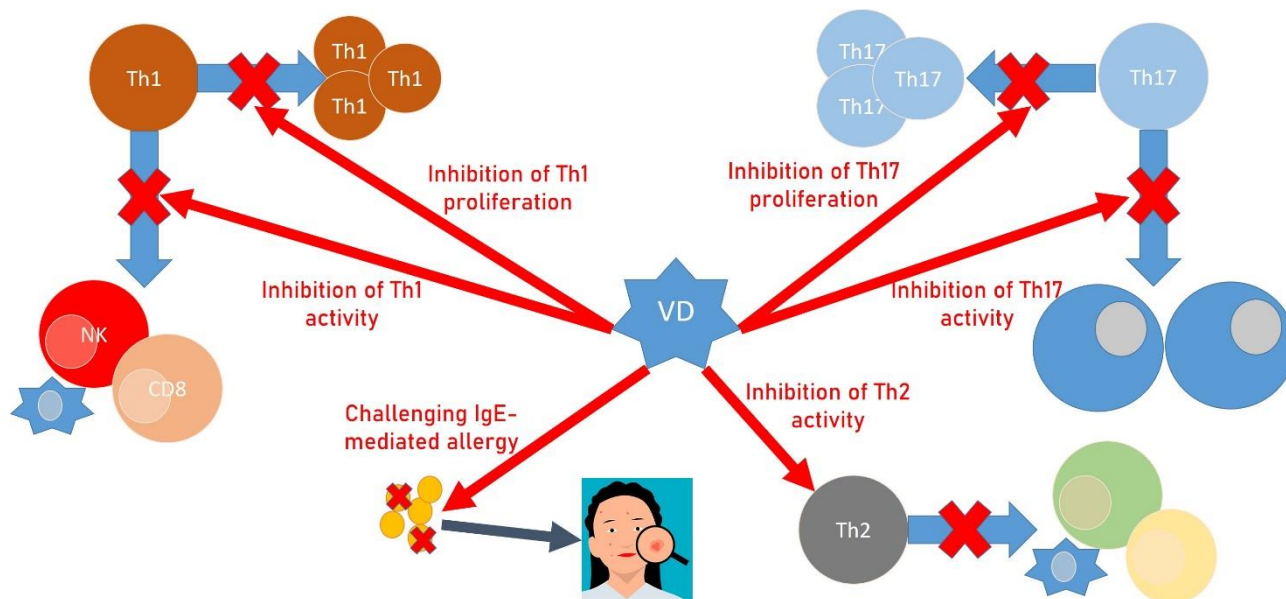 Th1
Th1
Th1
Th1
Th17
Th17
Th17
Th17
Inhibition of Th1
proliferation
Inhibition of Th17
proliferation
Inhibition of Th1
activity
VD
Inhibition of Th17
activity
NK
CD8
Challenging IgE-
mediated allergy
Inhibition of Th2
activity
Th2